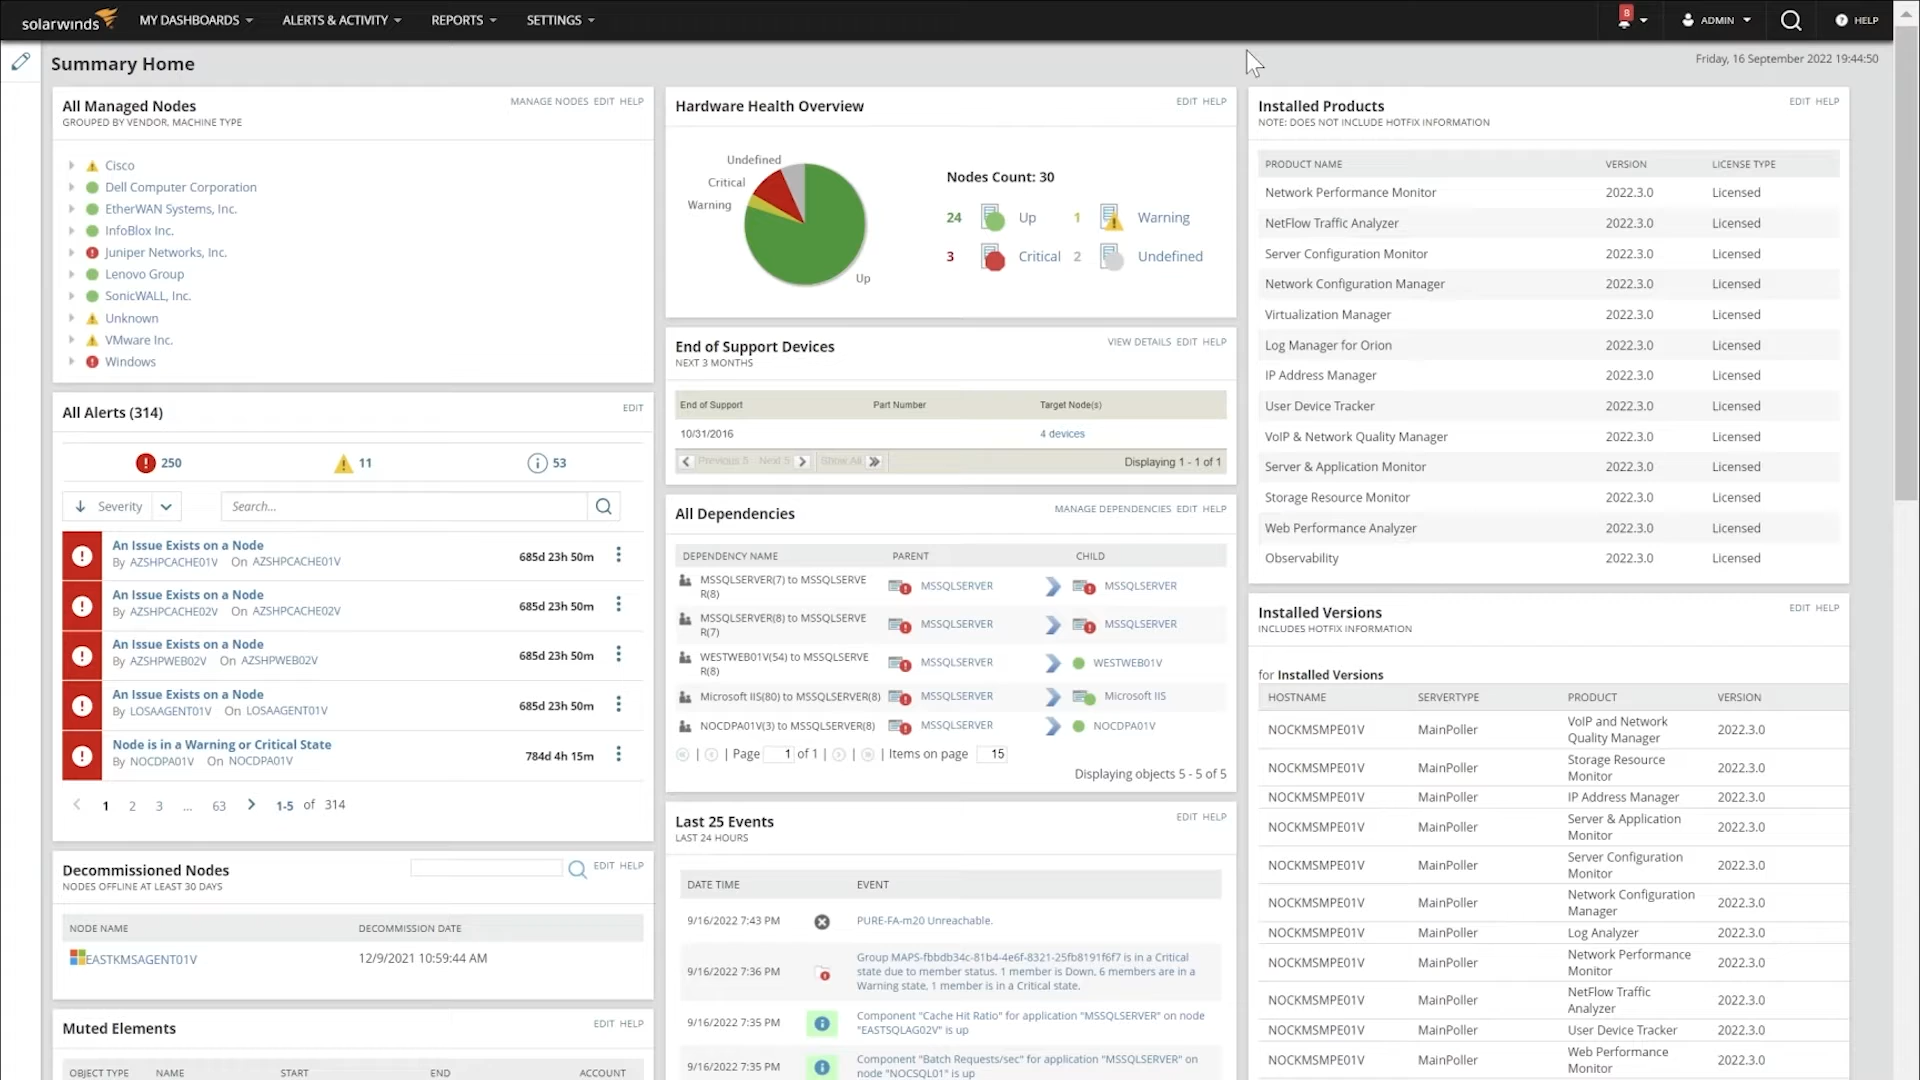 solarwinds MY DASHBOARDS ALERTS & ACTIVITY REPORTS SETTINGS 8 ADMIN HELP
Summary Home
Friday, 16 September 2022 19:44:50
All Managed Nodes MANAGE NODES EDIT HELP
GROUPED BY VENDOR, MACHINE TYPE
Cisco
Dell Computer Corporation
EtherWAN Systems, Inc.
InfoBlox Inc.
Juniper Networks, Inc.
Lenovo Group
SonicWALL, Inc.
Unknown
VMware Inc.
Windows
All Alerts (314) EDIT
250 11 53
Severity Search...
An Issue Exists on a Node
By AZSHPCACHE01V On AZSHPCACHE01V 685d 23h 50m
An Issue Exists on a Node
By AZSHPCACHE02V On AZSHPCACHE02V 685d 23h 50m
An Issue Exists on a Node
By AZSHPWEB02V On AZSHPWEB02V 685d 23h 50m
An Issue Exists on a Node
By LOSAAGENT01V On LOSAAGENT01V 685d 23h 50m
Node is in a Warning or Critical State
By NOCDPA01V On NOCDPA01V 784d 4h 15m
1 2 3 ... 63 1-5 of 314
Decommissioned Nodes EDIT HELP
NODES OFFLINE AT LEAST 30 DAYS
NODE NAME DECOMMISSION DATE
EASTKMSAGENT01V 12/9/2021 10:59:44 AM
Muted Elements EDIT HELP
OBJECT TYPE NAME START END ACCOUNT
Hardware Health Overview EDIT HELP
Undefined
Critical
Warning
Up
Nodes Count: 30
24 Up 1 Warning
3 Critical 2 Undefined
End of Support Devices VIEW DETAILS EDIT HELP
NEXT 3 MONTHS
End of Support Part Number Target Node(s)
10/31/2016 4 devices
Previous 5 Next 5 Show All Displaying 1 - 1 of 1
All Dependencies MANAGE DEPENDENCIES EDIT HELP
DEPENDENCY NAME PARENT CHILD
MSSQLSERVER(7) to MSSQLSERVE
R(8) MSSQLSERVER MSSQLSERVER
MSSQLSERVER(8) to MSSQLSERVE
R(7) MSSQLSERVER MSSQLSERVER
WESTWEB01V(54) to MSSQLSERVE
R(8) MSSQLSERVER WESTWEB01V
Microsoft IIS(80) to MSSQLSERVER(8) MSSQLSERVER Microsoft IIS
NOCDPA01V(3) to MSSQLSERVER(8) MSSQLSERVER NOCDPA01V
| | Page 1 of 1 | | Items on page 15
Displaying objects 5 - 5 of 5
Last 25 Events EDIT HELP
LAST 24 HOURS
DATE TIME EVENT
9/16/2022 7:43 PM PURE-FA-m20 Unreachable.
9/16/2022 7:36 PM Group MAPS-fbbdb34c-81b4-4e6f-8321-25fb8191f6f7 is in a Critical
state due to member status. 1 member is Down, 6 members are in a
Warning state, 1 member is in a Critical state.
9/16/2022 7:35 PM Component "Cache Hit Ratio" for application "MSSQLSERVER" on node
"EASTSQLAG02V" is up
9/16/2022 7:35 PM Component "Batch Requests/sec" for application "MSSQLSERVER" on
node "NOCSQL01" is up
Installed Products EDIT HELP
NOTE: DOES NOT INCLUDE HOTFIX INFORMATION
PRODUCT NAME VERSION LICENSE TYPE
Network Performance Monitor 2022.3.0 Licensed
NetFlow Traffic Analyzer 2022.3.0 Licensed
Server Configuration Monitor 2022.3.0 Licensed
Network Configuration Manager 2022.3.0 Licensed
Virtualization Manager 2022.3.0 Licensed
Log Manager for Orion 2022.3.0 Licensed
IP Address Manager 2022.3.0 Licensed
User Device Tracker 2022.3.0 Licensed
VoIP & Network Quality Manager 2022.3.0 Licensed
Server & Application Monitor 2022.3.0 Licensed
Storage Resource Monitor 2022.3.0 Licensed
Web Performance Analyzer 2022.3.0 Licensed
Observability 2022.3.0 Licensed
Installed Versions EDIT HELP
INCLUDES HOTFIX INFORMATION
for Installed Versions
HOSTNAME SERVERTYPE PRODUCT VERSION
NOCKMSMPE01V MainPoller VoIP and Network
Quality Manager 2022.3.0
NOCKMSMPE01V MainPoller Storage Resource
Monitor 2022.3.0
NOCKMSMPE01V MainPoller IP Address Manager 2022.3.0
NOCKMSMPE01V MainPoller Server & Application
Monitor 2022.3.0
NOCKMSMPE01V MainPoller Server Configuration
Monitor 2022.3.0
NOCKMSMPE01V MainPoller Network Configuration
Manager 2022.3.0
NOCKMSMPE01V MainPoller Log Analyzer 2022.3.0
NOCKMSMPE01V MainPoller Network Performance
Monitor 2022.3.0
NOCKMSMPE01V MainPoller NetFlow Traffic
Analyzer 2022.3.0
NOCKMSMPE01V MainPoller User Device Tracker 2022.3.0
NOCKMSMPE01V MainPoller Web Performance
Monitor 2022.3.0